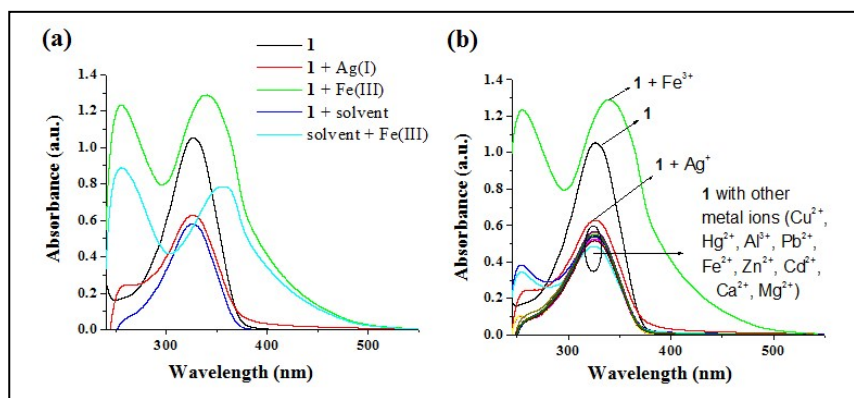 (a)
1
1 + Ag(I)
1 + Fe(III)
1 + solvent
solvent + Fe(III)
1.4
1.2
1.0
0.8
0.6
0.4
0.2
0.0
Absorbance (a.u.)
300
400
500
Wavelength (nm)
(b)
1 + Fe³⁺
1
1 + Ag⁺
1 with other
metal ions (Cu²⁺,
Hg²⁺, Al³⁺, Pb²⁺,
Fe²⁺, Zn²⁺, Cd²⁺,
Ca²⁺, Mg²⁺)
1.4
1.2
1.0
0.8
0.6
0.4
0.2
0.0
Absorbance (a.u.)
300
400
500
Wavelength (nm)